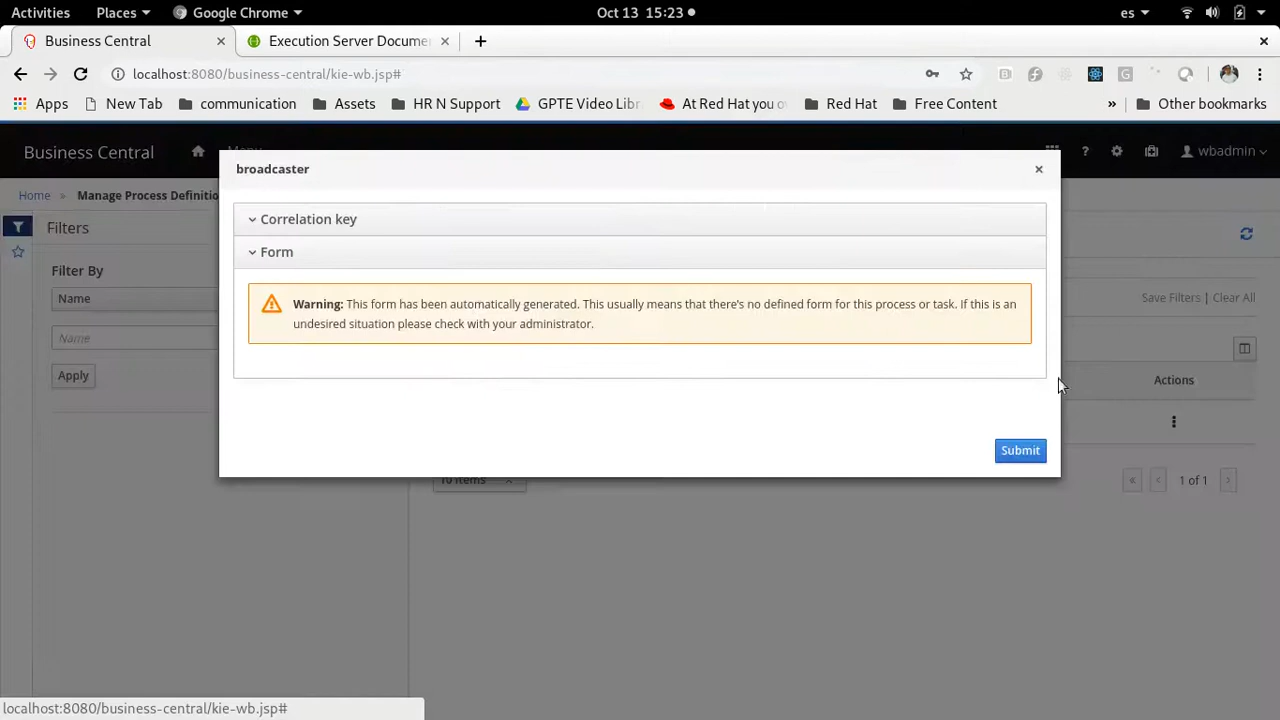 Activities Places Google Chrome Oct 13 15:23 es
Business Central Execution Server Docume
localhost:8080/business-central/kie-wb.jsp#
Apps New Tab communication Assets HR N Support GPTE Video Libr At Red Hat you o Red Hat Free Content » Other bookmarks
Business Central Menu ? wbadmin
broadcaster ×
Home » Manage Process Definitio
Filters
Correlation key
Form
Filter By
Name
Name
Apply
Warning: This form has been automatically generated. This usually means that there's no defined form for this process or task. If this is an
undesired situation please check with your administrator.
Save Filters | Clear All
Actions
Submit
10 Items
1 of 1
localhost:8080/business-central/kie-wb.jsp#